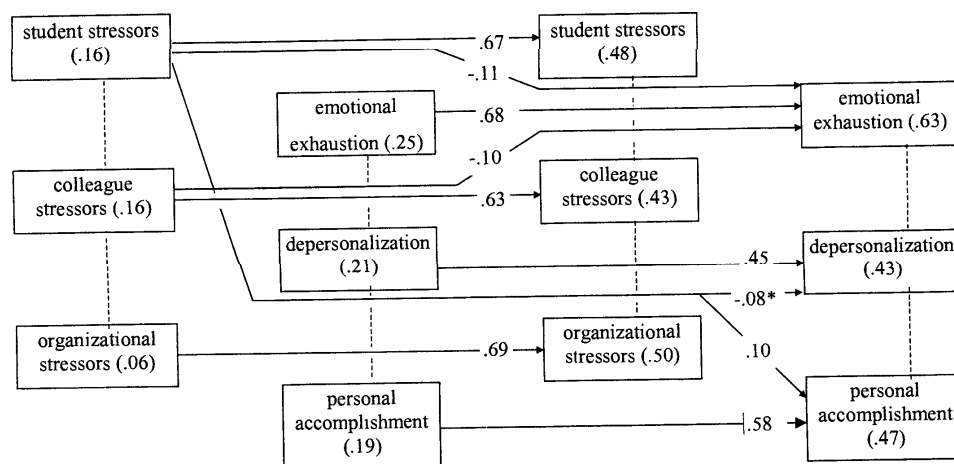 student stressors
(.16)
student stressors
(.48)
.67
-.11
emotional
exhaustion (.25)
.68
emotional
exhaustion (.63)
-.10
colleague
stressors (.16)
.63
colleague
stressors (.43)
depersonalization
(.21)
.45
depersonalization
(.43)
-.08*
organizational
stressors (.06)
.69
organizational
stressors (.50)
.10
personal
accomplishment
(.19)
.58
personal
accomplishment
(.47)